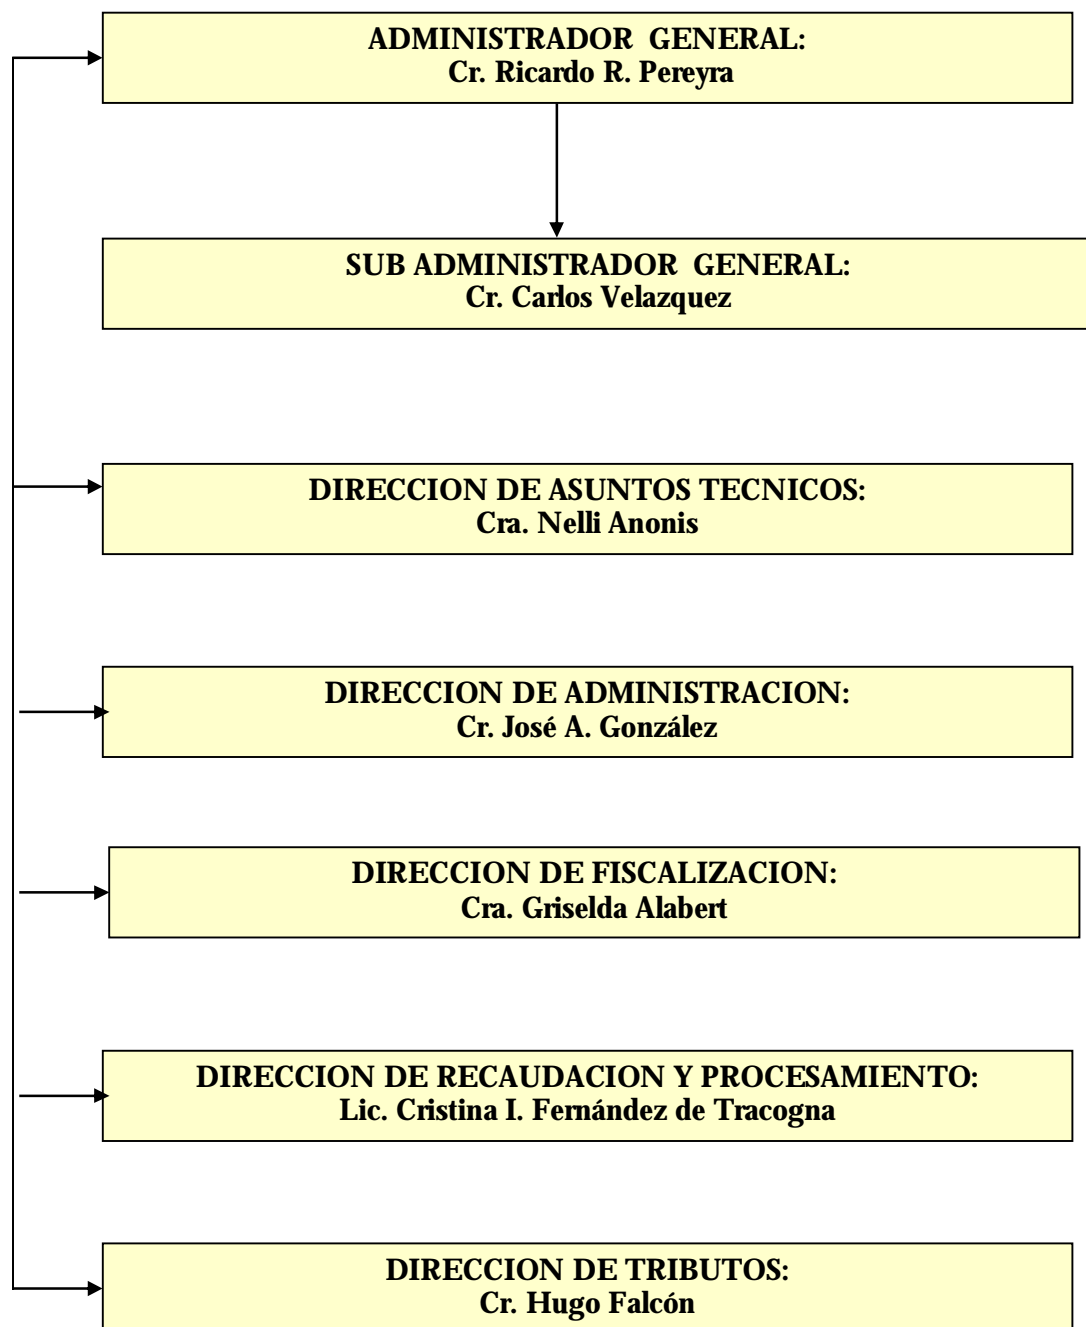 ADMINISTRADOR GENERAL:
Cr. Ricardo R. Pereyra
SUB ADMINISTRADOR GENERAL:
Cr. Carlos Velazquez
DIRECCION DE ASUNTOS TECNICOS:
Cra. Nelli Anonis
DIRECCION DE ADMINISTRACION:
Cr. José A. González
DIRECCION DE FISCALIZACION:
Cra. Griselda Alabert
DIRECCION DE RECAUDACION Y PROCESAMIENTO:
Lic. Cristina I. Fernández de Tracogna
DIRECCION DE TRIBUTOS:
Cr. Hugo Falcón